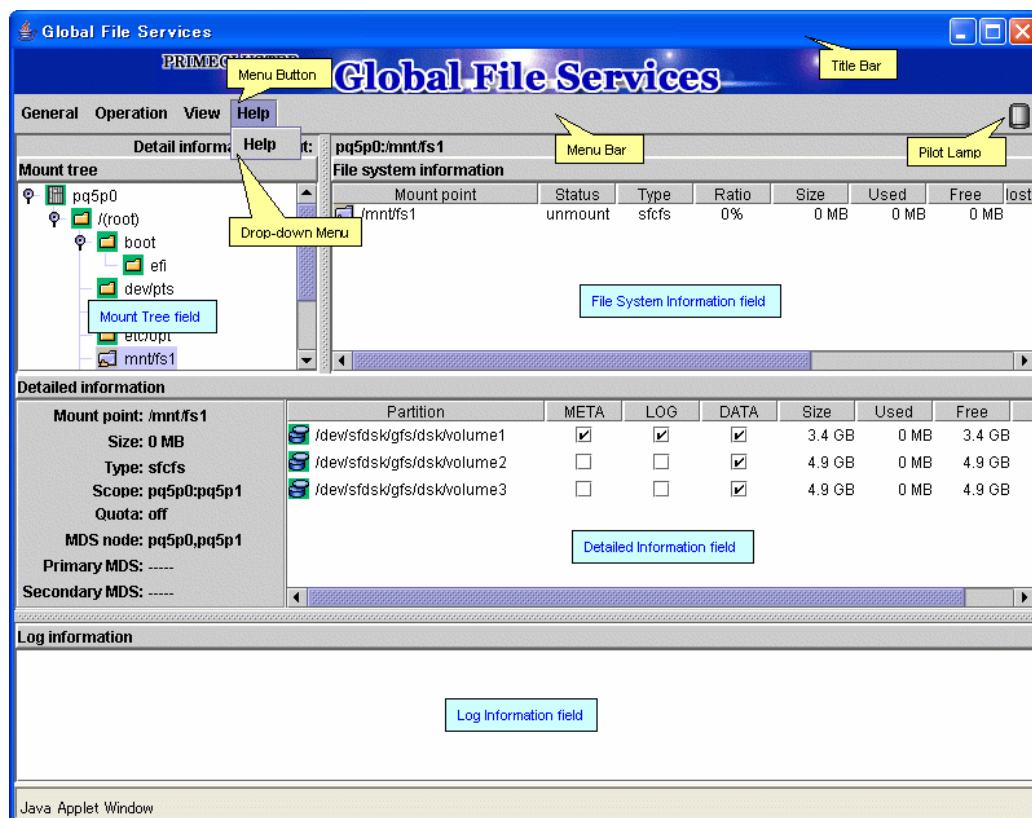 Global File Services
Global File Services
Menu Button
Title Bar
General Operation View Help
Help
Menu Bar
Pilot Lamp
Detail t: pq5p0:/mnt/fs1
Mount tree
File system information
Mount point Status Type Ratio Size Used Free lost
/mnt/fs1 unmount sfcfs 0% 0 MB 0 MB 0 MB
Drop-down Menu
pq5p0
/(root)
boot
efi
dev/pts
Mount Tree field
etc/opt
mnt/fs1
File System Information field
Detailed information
Mount point: /mnt/fs1
Size: 0 MB
Type: sfcfs
Scope: pq5p0:pq5p1
Quota: off
MDS node: pq5p0,pq5p1
Primary MDS: -----
Secondary MDS: -----
Partition META LOG DATA Size Used Free
/dev/sfdsk/gfs/dsk/volume1 3.4 GB 0 MB 3.4 GB
/dev/sfdsk/gfs/dsk/volume2 4.9 GB 0 MB 4.9 GB
/dev/sfdsk/gfs/dsk/volume3 4.9 GB 0 MB 4.9 GB
Detailed Information field
Log information
Log Information field
Java Applet Window